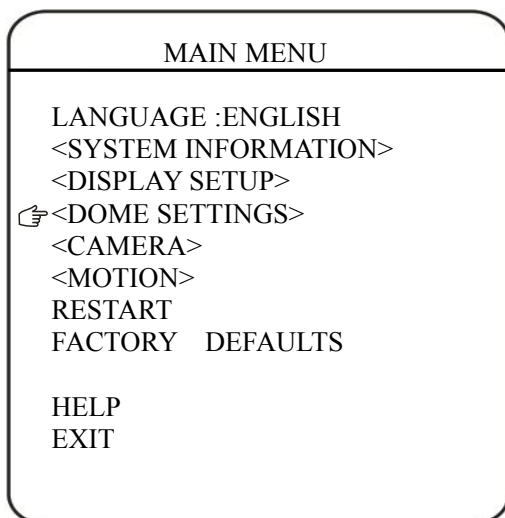 MAIN MENU
LANGUAGE :ENGLISH
<SYSTEM INFORMATION>
<DISPLAY SETUP>
<DOME SETTINGS>
<CAMERA>
<MOTION>
RESTART
FACTORY DEFAULTS
HELP
EXIT